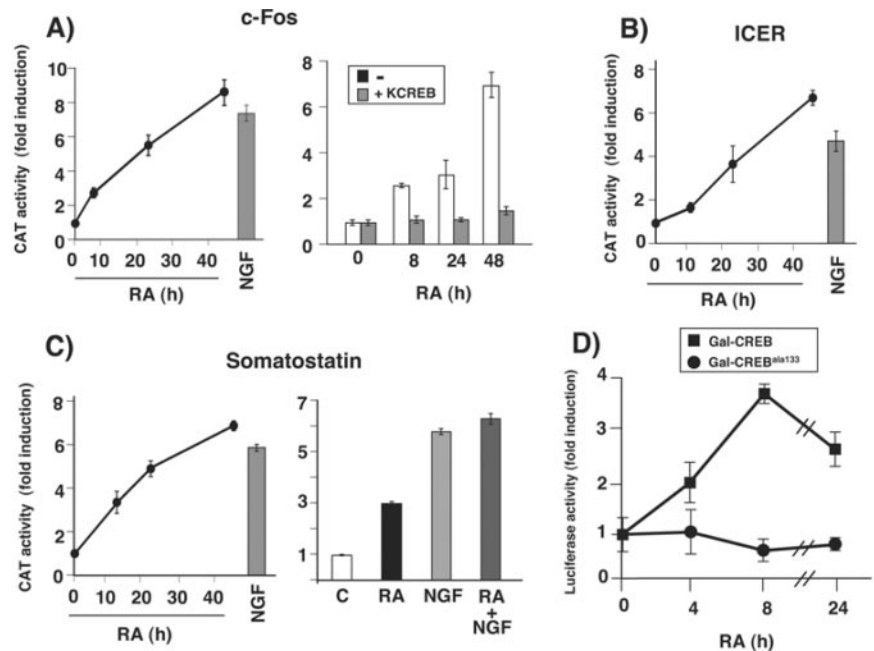 A)
c-Fos
CAT activity (fold induction)
10
8
6
4
2
0
0 10 20 30 40
RA (h)
NGF
-
+ KCREB
8
6
4
2
0
0 8 24 48
RA (h)
B)
ICER
CAT activity (fold induction)
8
6
4
2
0
0 10 20 30 40
RA (h)
NGF
C)
Somatostatin
CAT activity (fold induction)
8
6
4
2
0
0 10 20 30 40
RA (h)
NGF
7
5
3
1
C RA NGF RA
+
NGF
D)
Gal-CREB
Gal-CREBala133
Luciferase activity (fold induction)
4
3
2
1
0
0 4 8 24
RA (h)